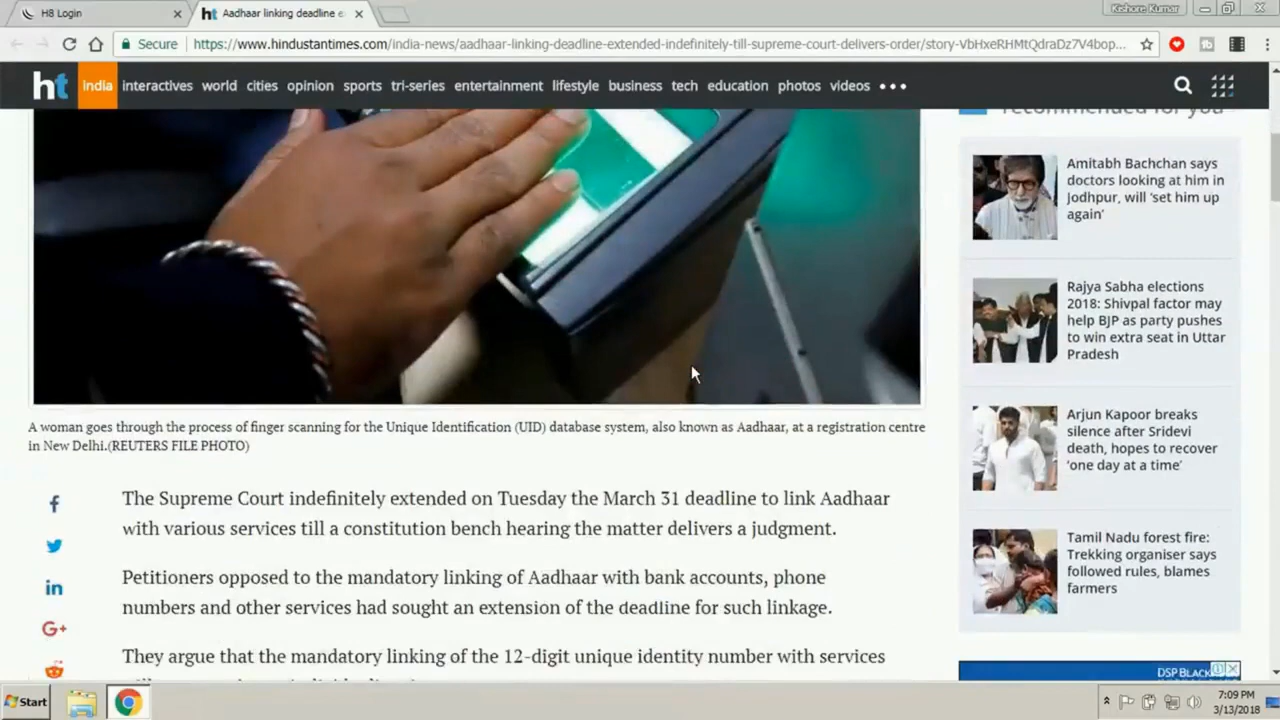 H8 Login
ht Aadhaar linking deadline e
Kishore Kumar
Secure
https://www.hindustantimes.com/india-news/aadhaar-linking-deadline-extended-indefinitely-till-supreme-court-delivers-order/story-VbHxeRHMtQdraDz7V4bop...
ht india interactives world cities opinion sports tri-series entertainment lifestyle business tech education photos videos
recommended for you
Amitabh Bachchan says
doctors looking at him in
Jodhpur, will ‘set him up
again’
Rajya Sabha elections
2018: Shivpal factor may
help BJP as party pushes
to win extra seat in Uttar
Pradesh
Arjun Kapoor breaks
silence after Sridevi
death, hopes to recover
‘one day at a time’
Tamil Nadu forest fire:
Trekking organiser says
followed rules, blames
farmers
DSP BLACK
A woman goes through the process of finger scanning for the Unique Identification (UID) database system, also known as Aadhaar, at a registration centre
in New Delhi.(REUTERS FILE PHOTO)
The Supreme Court indefinitely extended on Tuesday the March 31 deadline to link Aadhaar
with various services till a constitution bench hearing the matter delivers a judgment.
Petitioners opposed to the mandatory linking of Aadhaar with bank accounts, phone
numbers and other services had sought an extension of the deadline for such linkage.
They argue that the mandatory linking of the 12-digit unique identity number with services
Start
7:09 PM
3/13/2018